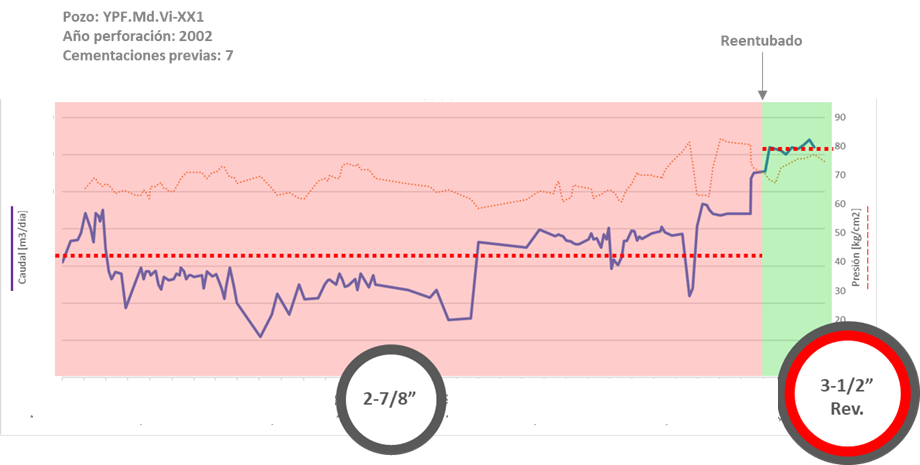 Pozo: YPF.Md.Vi-XX1
Año perforación: 2002
Cementaciones previas: 7
Reentubado
90
80
70
60
50
40
30
20
Caudal [m3/dia]
Presión [kg/cm2]
2-7/8”
3-1/2”
Rev.